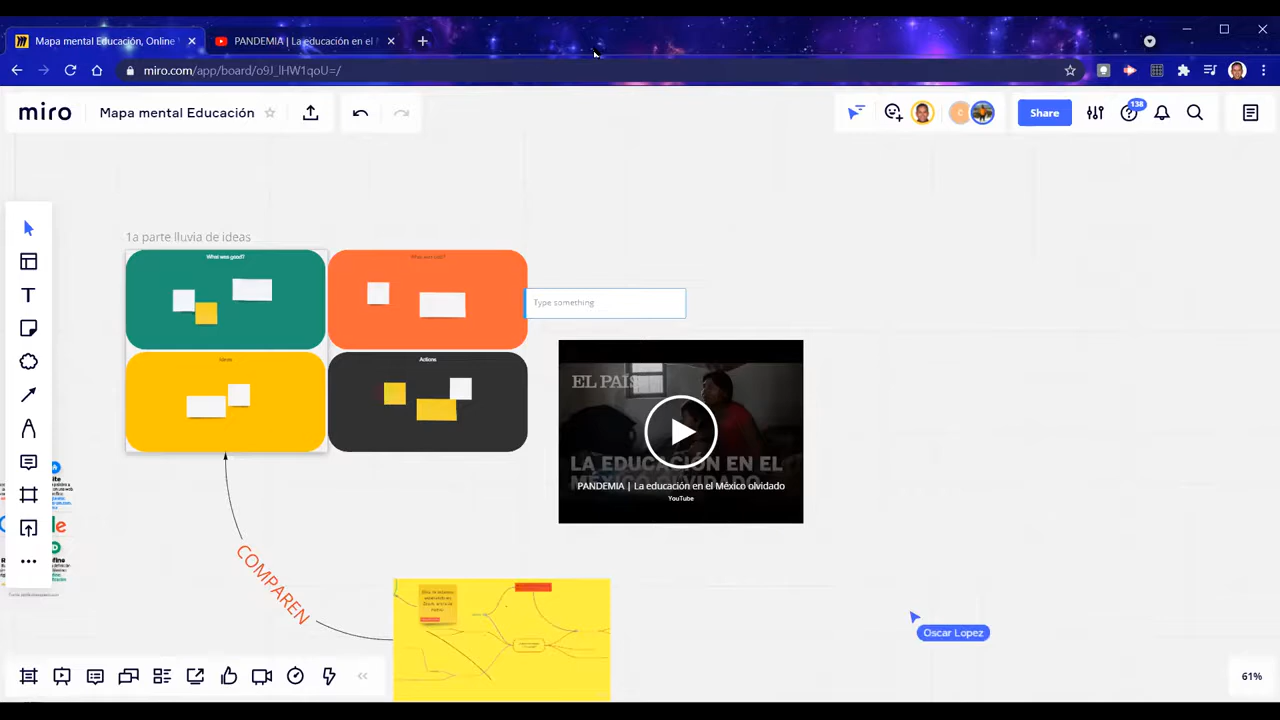 Mapa mental Educación, Online
PANDEMIA | La educación en el
miro.com/app/board/o9J_lHW1qoU=/
miro
Mapa mental Educación
C
Share
138
1a parte lluvia de ideas
What was good?
Ideas
Actions
Type something
EL PAÍS
LA EDUCACIÓN EN EL
PANDEMIA | La educación en el México olvidado
YouTube
COMPAREN
Oscar Lopez
61%